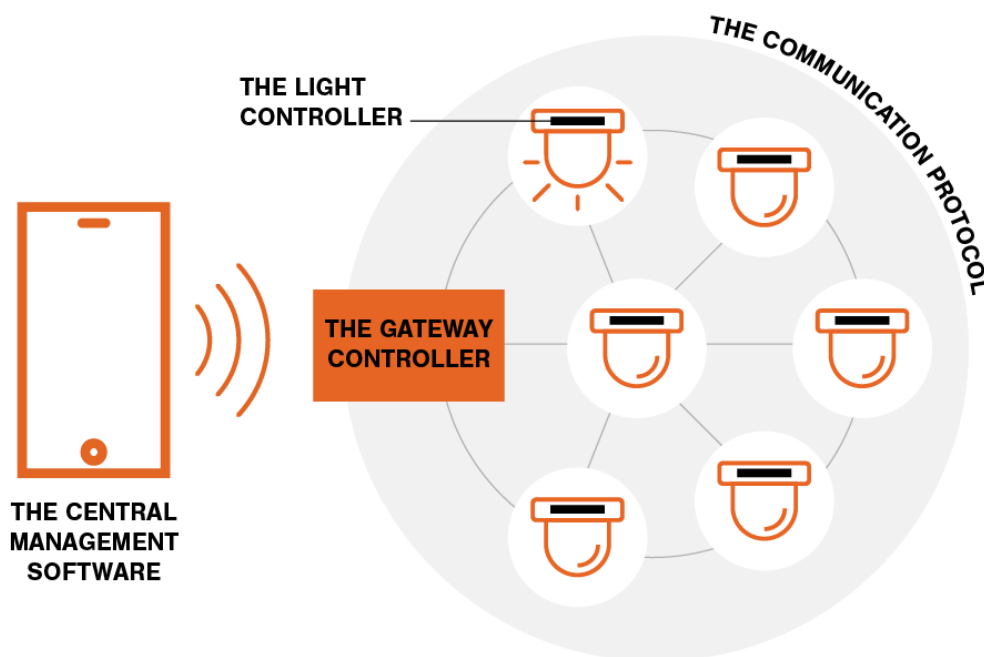 THE COMMUNICATION PROTOCOL
THE LIGHT
CONTROLLER
THE GATEWAY
CONTROLLER
THE CENTRAL
MANAGEMENT
SOFTWARE